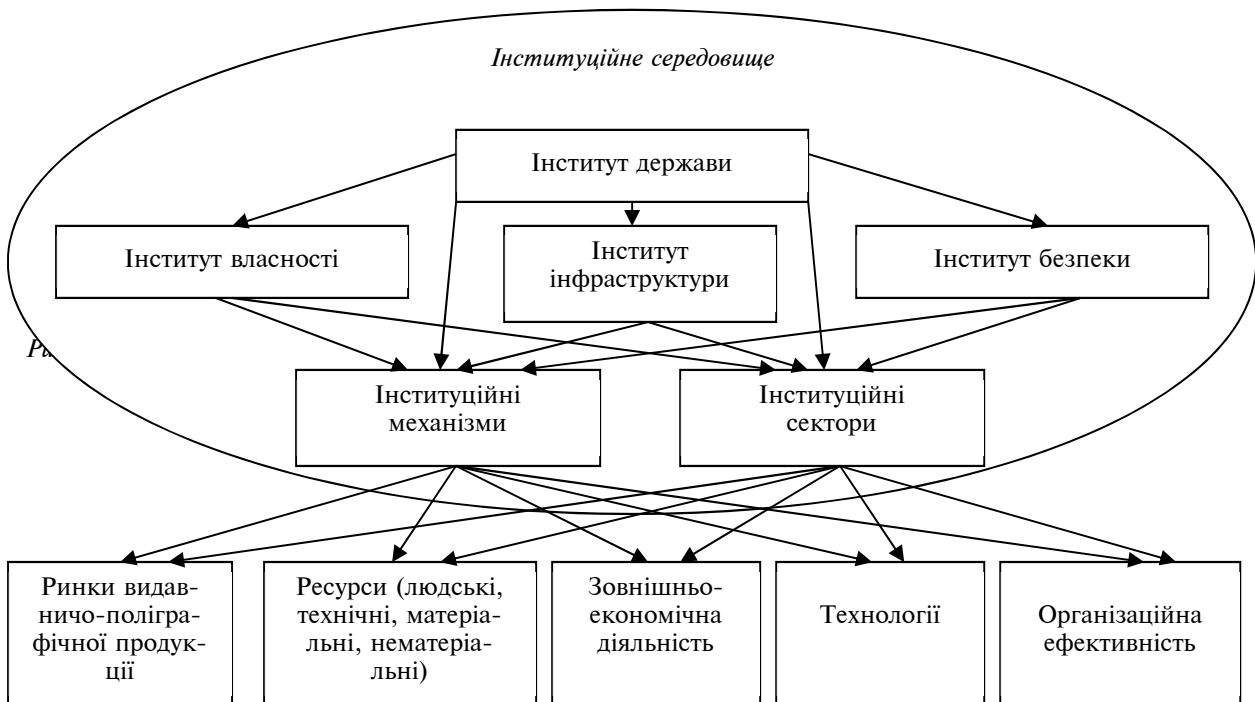 Інституційне середовище
Інститут держави
Інститут власності
Інститут
інфраструктури
Інститут безпеки
Інституційні
механізми
Інституційні
сектори
Ринки видав-
ничо-полігра-
фічної продук-
ції
Ресурси (людські,
технічні, матеріа-
льні, нематеріа-
льні)
Зовнішньо-
економічна
діяльність
Технології
Організаційна
ефективність